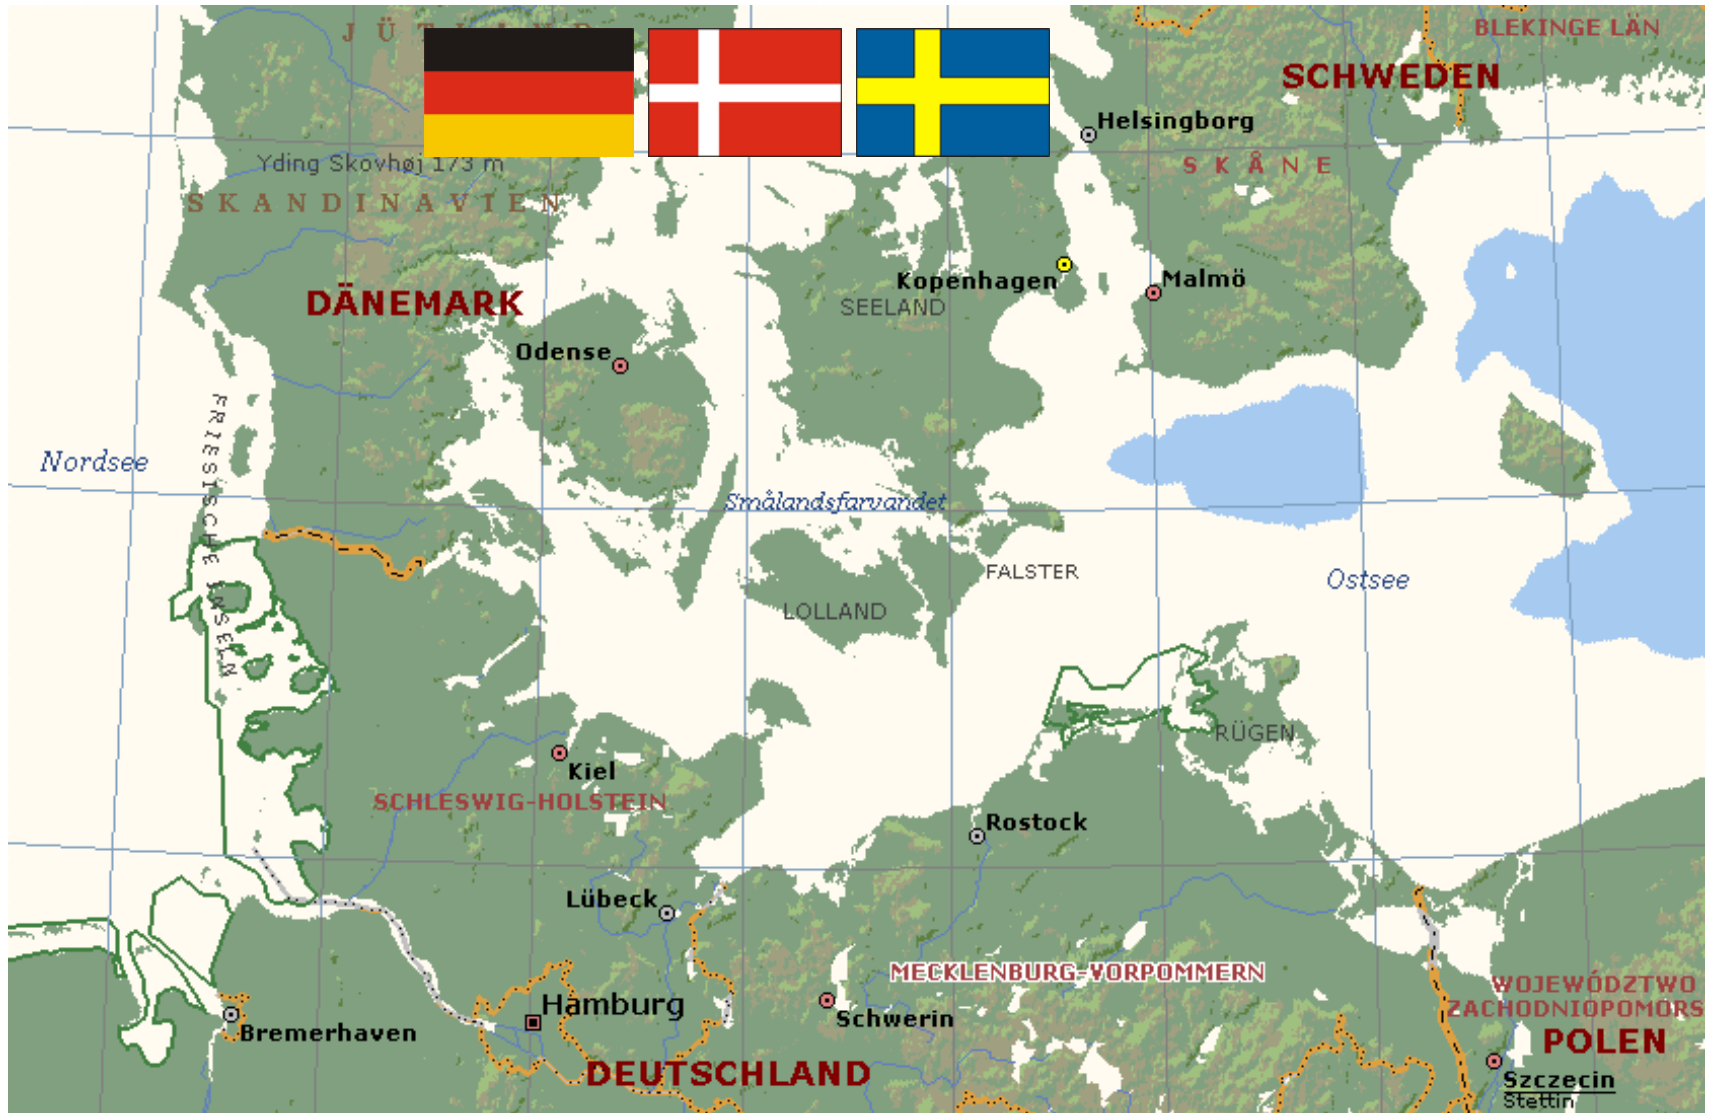 JÜTLAND
BLEKINGE LÄN
SCHWEDEN
Helsingborg
Yding Skovhøj 173 m
SKÅNE
SKANDINAVIEN
Kopenhagen
Malmö
DÄNEMARK
SEELAND
Odense
FRIESISCHE INSELN
Nordsee
Smålandsfarvandet
FALSTER
Ostsee
LOLLAND
RÜGEN
Kiel
SCHLESWIG-HOLSTEIN
Rostock
Lübeck
MECKLENBURG-VORPOMMERN
WOJEWÓDZTWO
ZACHODNIOPOMORS
Hamburg
Schwerin
Bremerhaven
POLEN
DEUTSCHLAND
Szczecin
Stettin